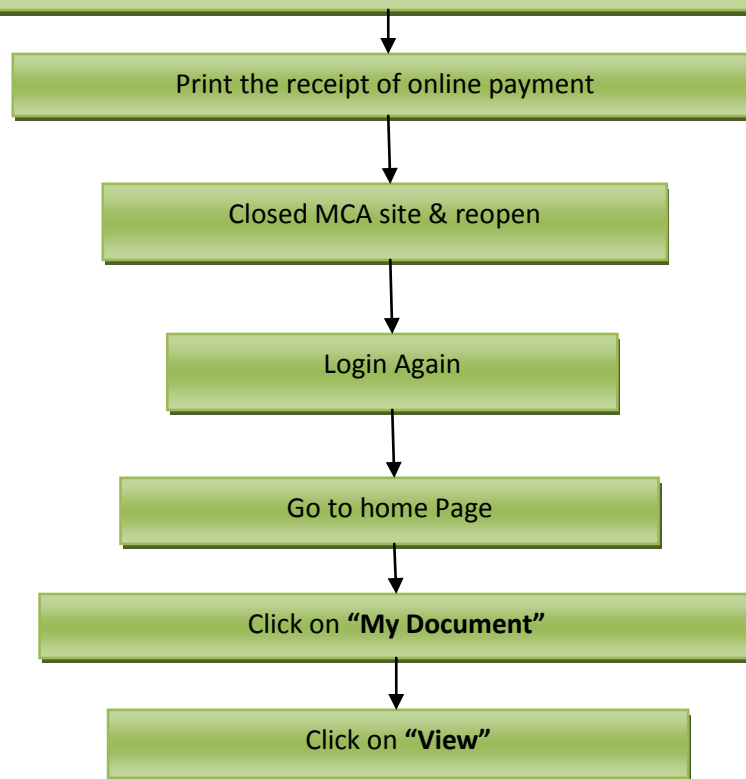 Print the receipt of online payment
Closed MCA site & reopen
Login Again
Go to home Page
Click on “My Document”
Click on “View”